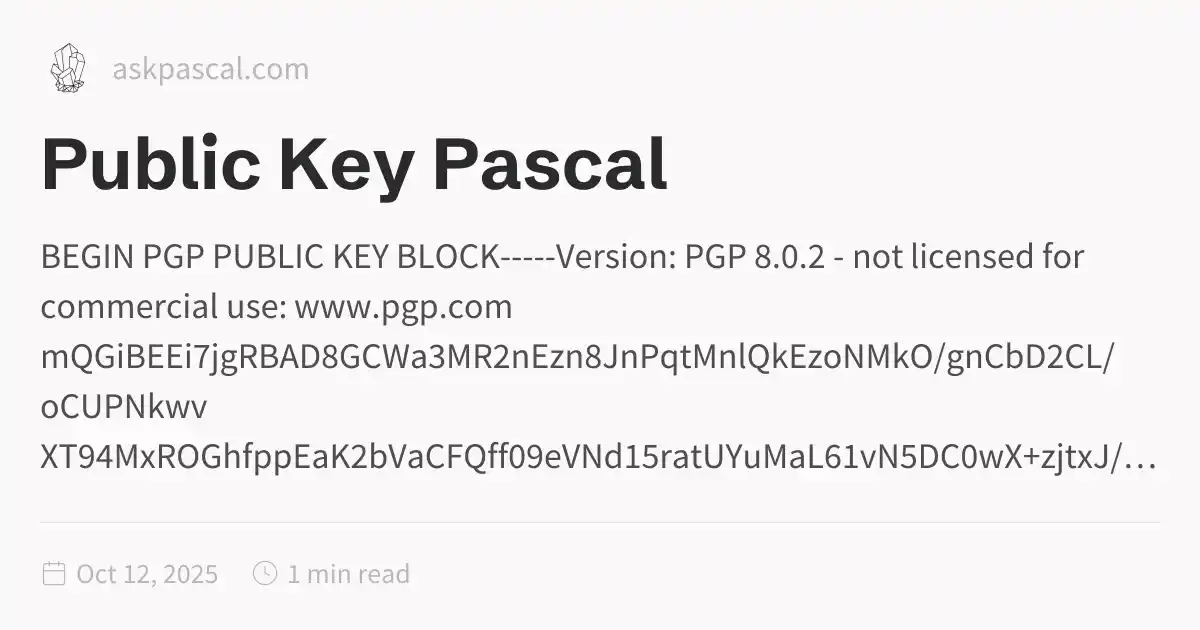 askpascal.com
Public Key Pascal
BEGIN PGP PUBLIC KEY BLOCK-----Version: PGP 8.0.2 - not licensed for
commercial use: www.pgp.com
mQGiBEEi7jgRBAD8GCWa3MR2nEzn8JnPqtMnlQkEzoNMkO/gnCbD2CL/
oCUPNkwv
XT94MxROGhfppEaK2bVaCFQff09eVNd15ratUYuMaL61vN5DC0wX+zjtxJ/…
Oct 12, 2025
1 min read